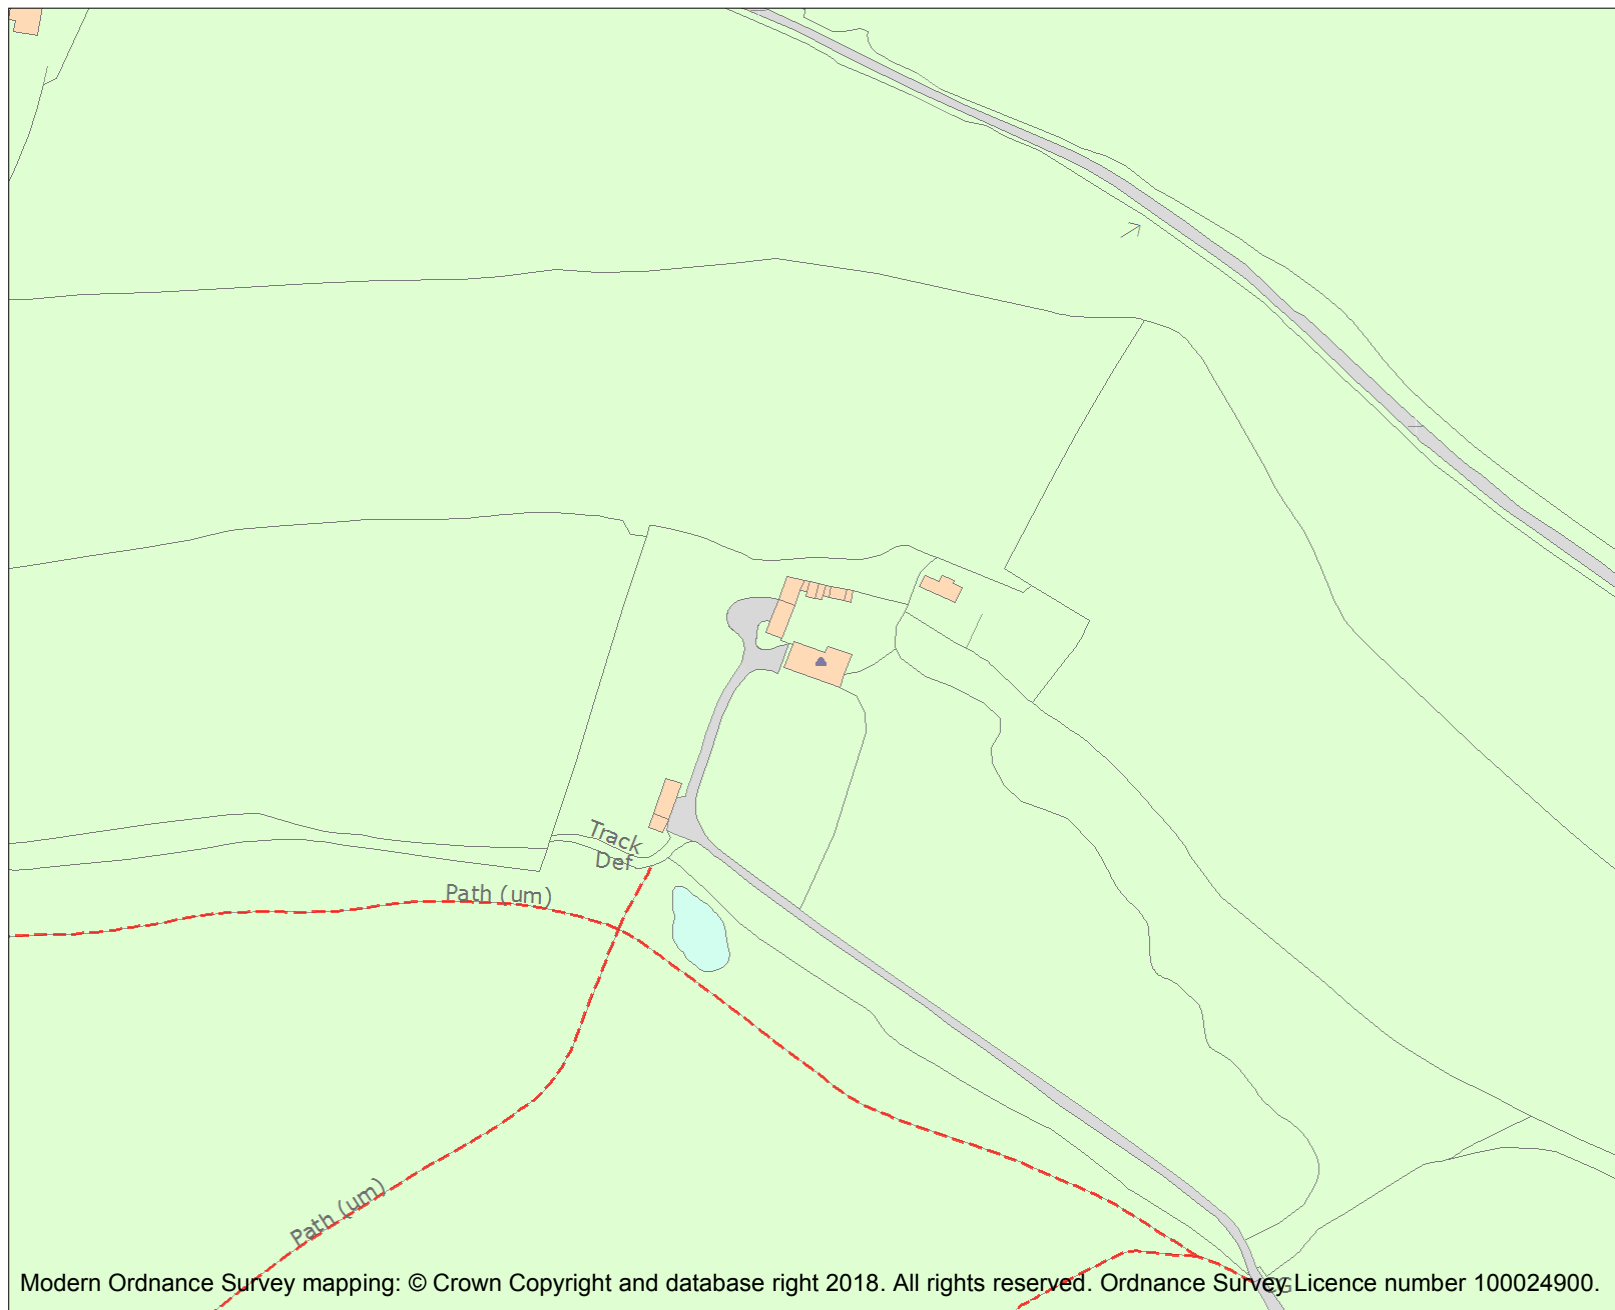 Track
Def
Path (um)
Path (um)
CG
Modern Ordnance Survey mapping: © Crown Copyright and database right 2018. All rights reserved. Ordnance Survey Licence number 100024900.